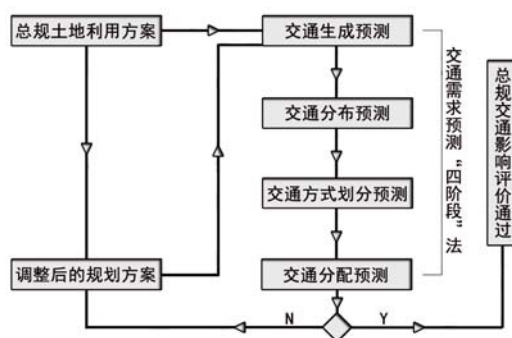 总规土地利用方案
交通生成预测
交通分布预测
交通方式划分预测
调整后的规划方案
交通分配预测
N
Y
交通需求预测“四阶段”法
总规交通影响评价通过